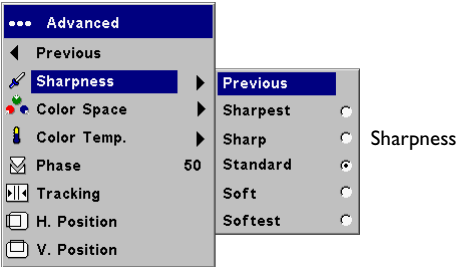 ••• Advanced
Previous
Sharpness
Color Space
Color Temp.
Phase 50
Tracking
H. Position
V. Position
Previous
Sharpest
Sharp
Standard
Soft
Softest
Sharpness